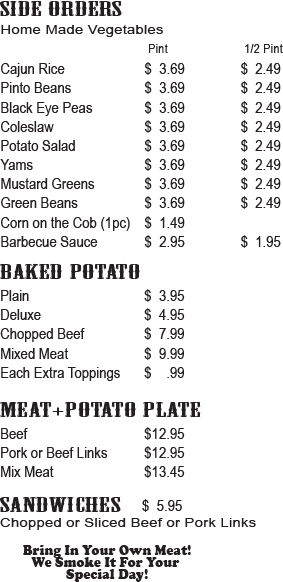 SIDE ORDERS
Home Made Vegetables
Pint 1/2 Pint
Cajun Rice $ 3.69 $ 2.49
Pinto Beans $ 3.69 $ 2.49
Black Eye Peas $ 3.69 $ 2.49
Coleslaw $ 3.69 $ 2.49
Potato Salad $ 3.69 $ 2.49
Yams $ 3.69 $ 2.49
Mustard Greens $ 3.69 $ 2.49
Green Beans $ 3.69 $ 2.49
Corn on the Cob (1pc) $ 1.49
Barbecue Sauce $ 2.95 $ 1.95
BAKED POTATO
Plain $ 3.95
Deluxe $ 4.95
Chopped Beef $ 7.99
Mixed Meat $ 9.99
Each Extra Toppings $ .99
MEAT+POTATO PLATE
Beef $12.95
Pork or Beef Links $12.95
Mix Meat $13.45
SANDWICHES $ 5.95
Chopped or Sliced Beef or Pork Links
Bring In Your Own Meat!
We Smoke It For Your
Special Day!